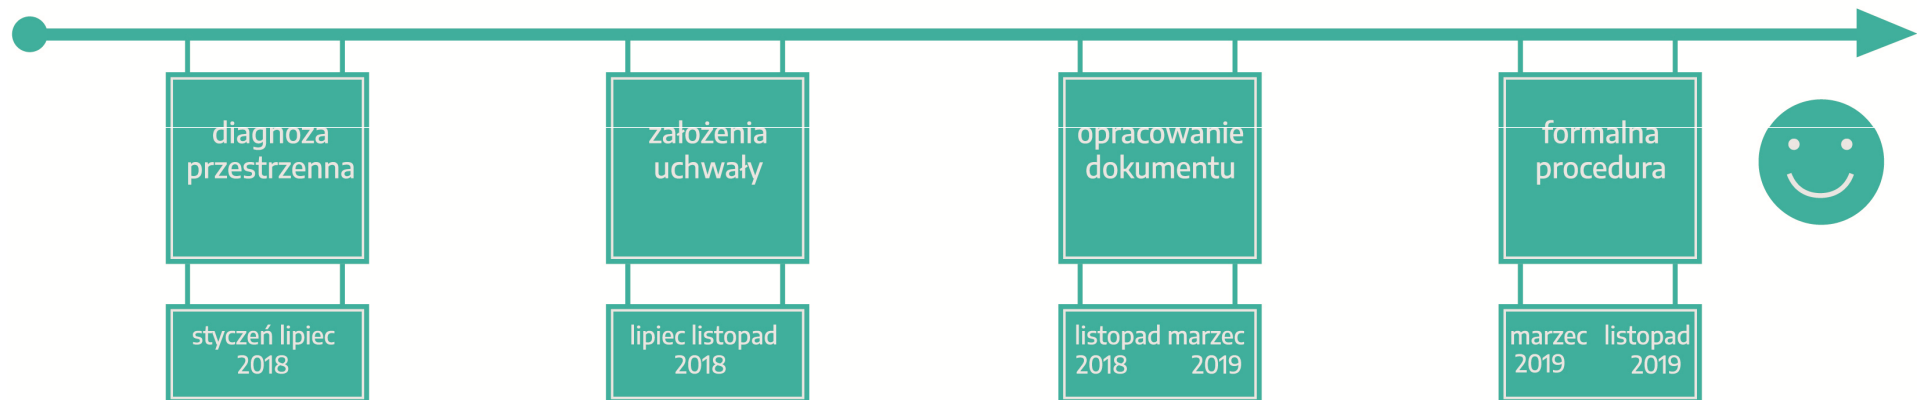 diagnoza
przestrzenna
styczeń lipiec
2018
założenia
uchwały
lipiec listopad
2018
opracowanie
dokumentu
listopad marzec
2018 2019
formalna
procedura
marzec listopad
2019 2019